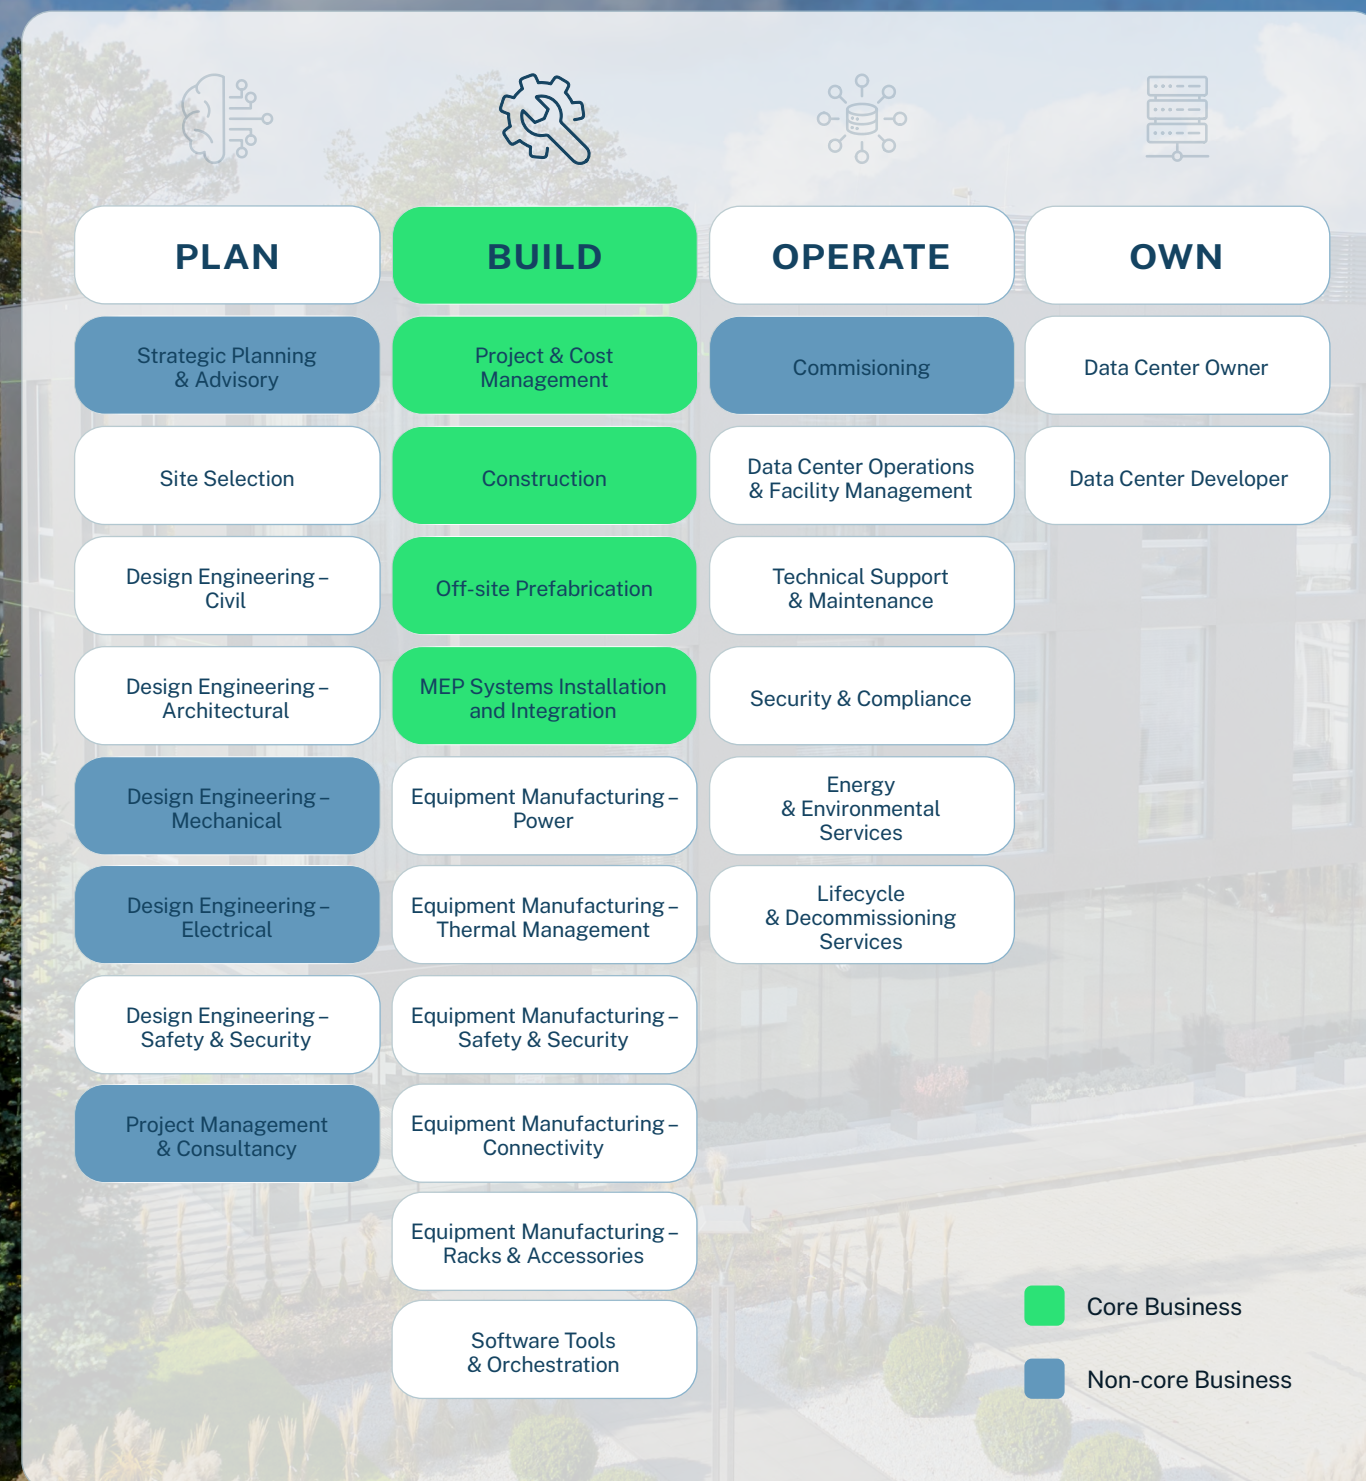 PLAN
BUILD
OPERATE
OWN
Strategic Planning
& Advisory
Project & Cost
Management
Commisioning
Data Center Owner
Site Selection
Construction
Data Center Operations
& Facility Management
Data Center Developer
Design Engineering –
Civil
Off-site Prefabrication
Technical Support
& Maintenance
Design Engineering –
Architectural
MEP Systems Installation
and Integration
Security & Compliance
Design Engineering –
Mechanical
Equipment Manufacturing –
Power
Energy
& Environmental
Services
Design Engineering –
Electrical
Equipment Manufacturing –
Thermal Management
Lifecycle
& Decommissioning
Services
Design Engineering –
Safety & Security
Equipment Manufacturing –
Safety & Security
Project Management
& Consultancy
Equipment Manufacturing –
Connectivity
Equipment Manufacturing –
Racks & Accessories
Software Tools
& Orchestration
Core Business
Non-core Business